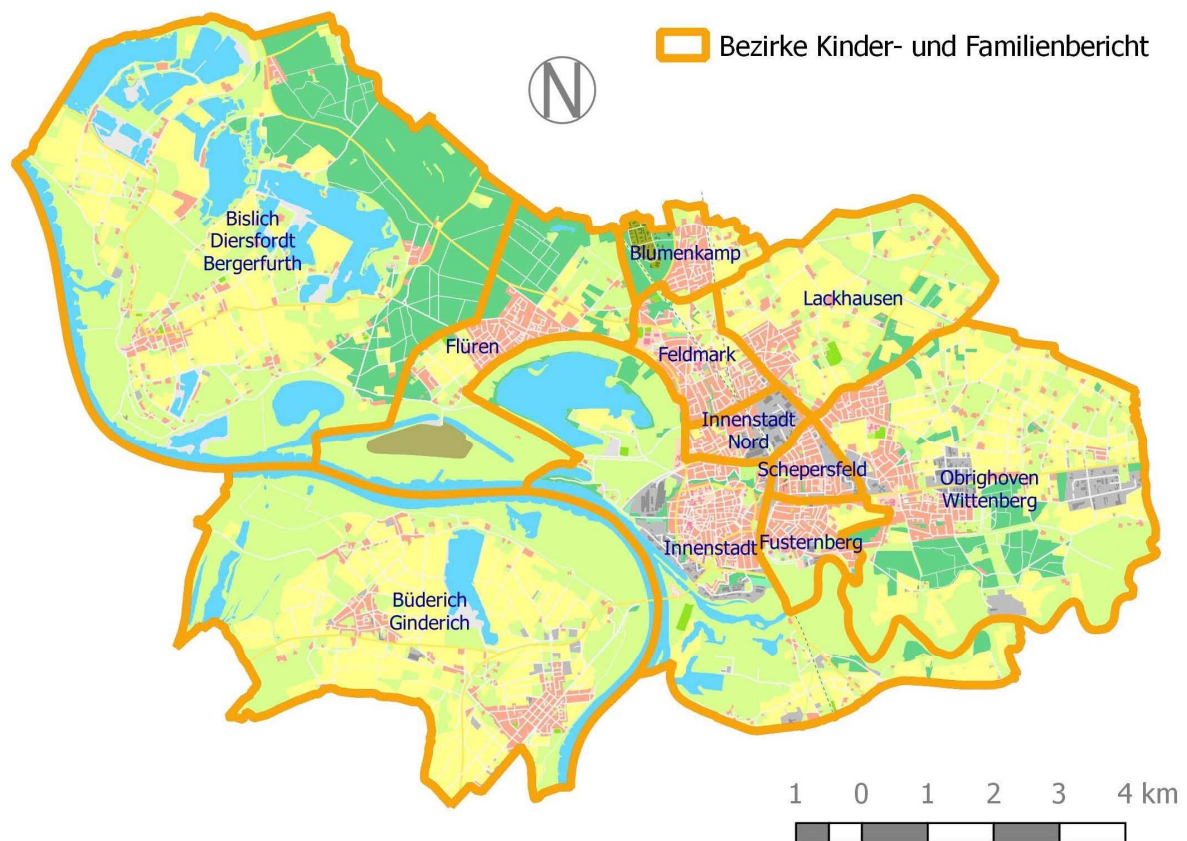 Bezirke Kinder- und Familienbericht
N
Bislich
Diersfordt
Bergerfurth
Blumenkamp
Lackhausen
Flüren
Feldmark
Innenstadt
Nord
Schepersfeld
Obrighoven
Wittenberg
Innenstadt
Fusternberg
Büderich
Ginderich
1 0 1 2 3 4 km